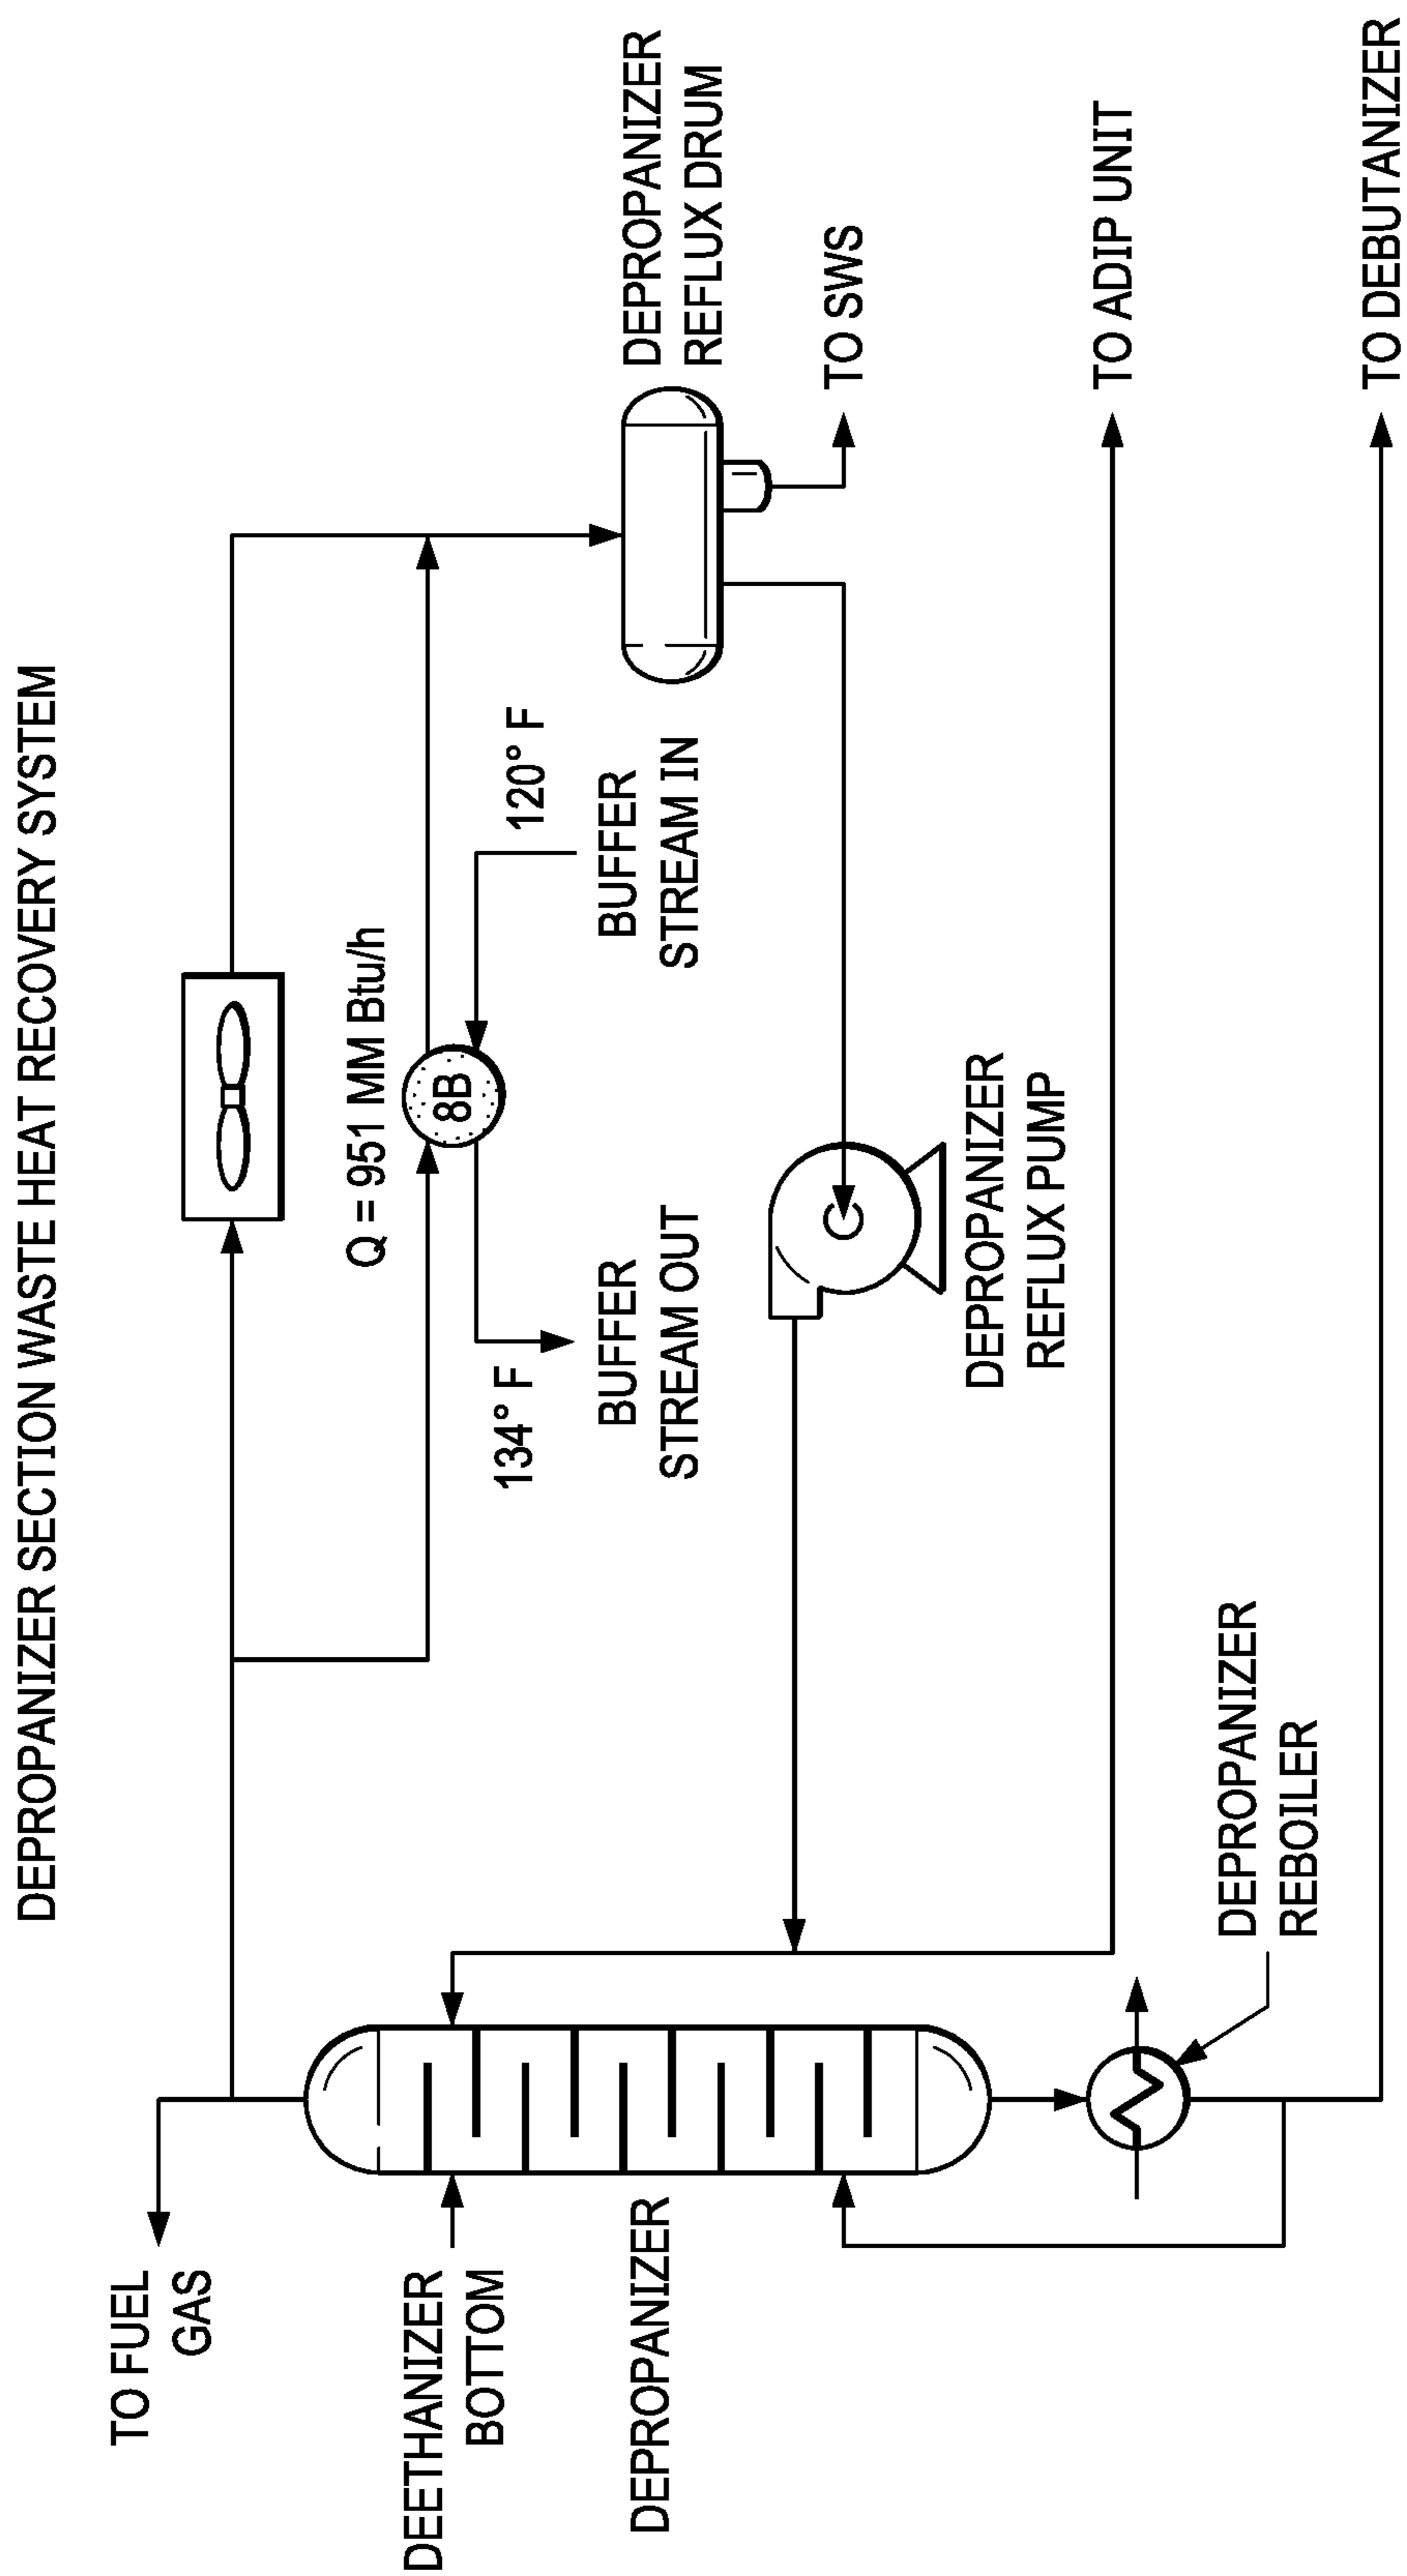 DEPROPANIZER SECTION WASTE HEAT RECOVERY SYSTEM
TO FUEL
GAS
Q = 951 MM Btu/h
8B
134° F
120° F
BUFFER
STREAM OUT
BUFFER
STREAM IN
DEPROPANIZER
REFLUX DRUM
DEETHANIZER
BOTTOM
DEPROPANIZER
TO SWS
DEPROPANIZER
REFLUX PUMP
TO ADIP UNIT
DEPROPANIZER
REBOILER
TO DEBUTANIZER